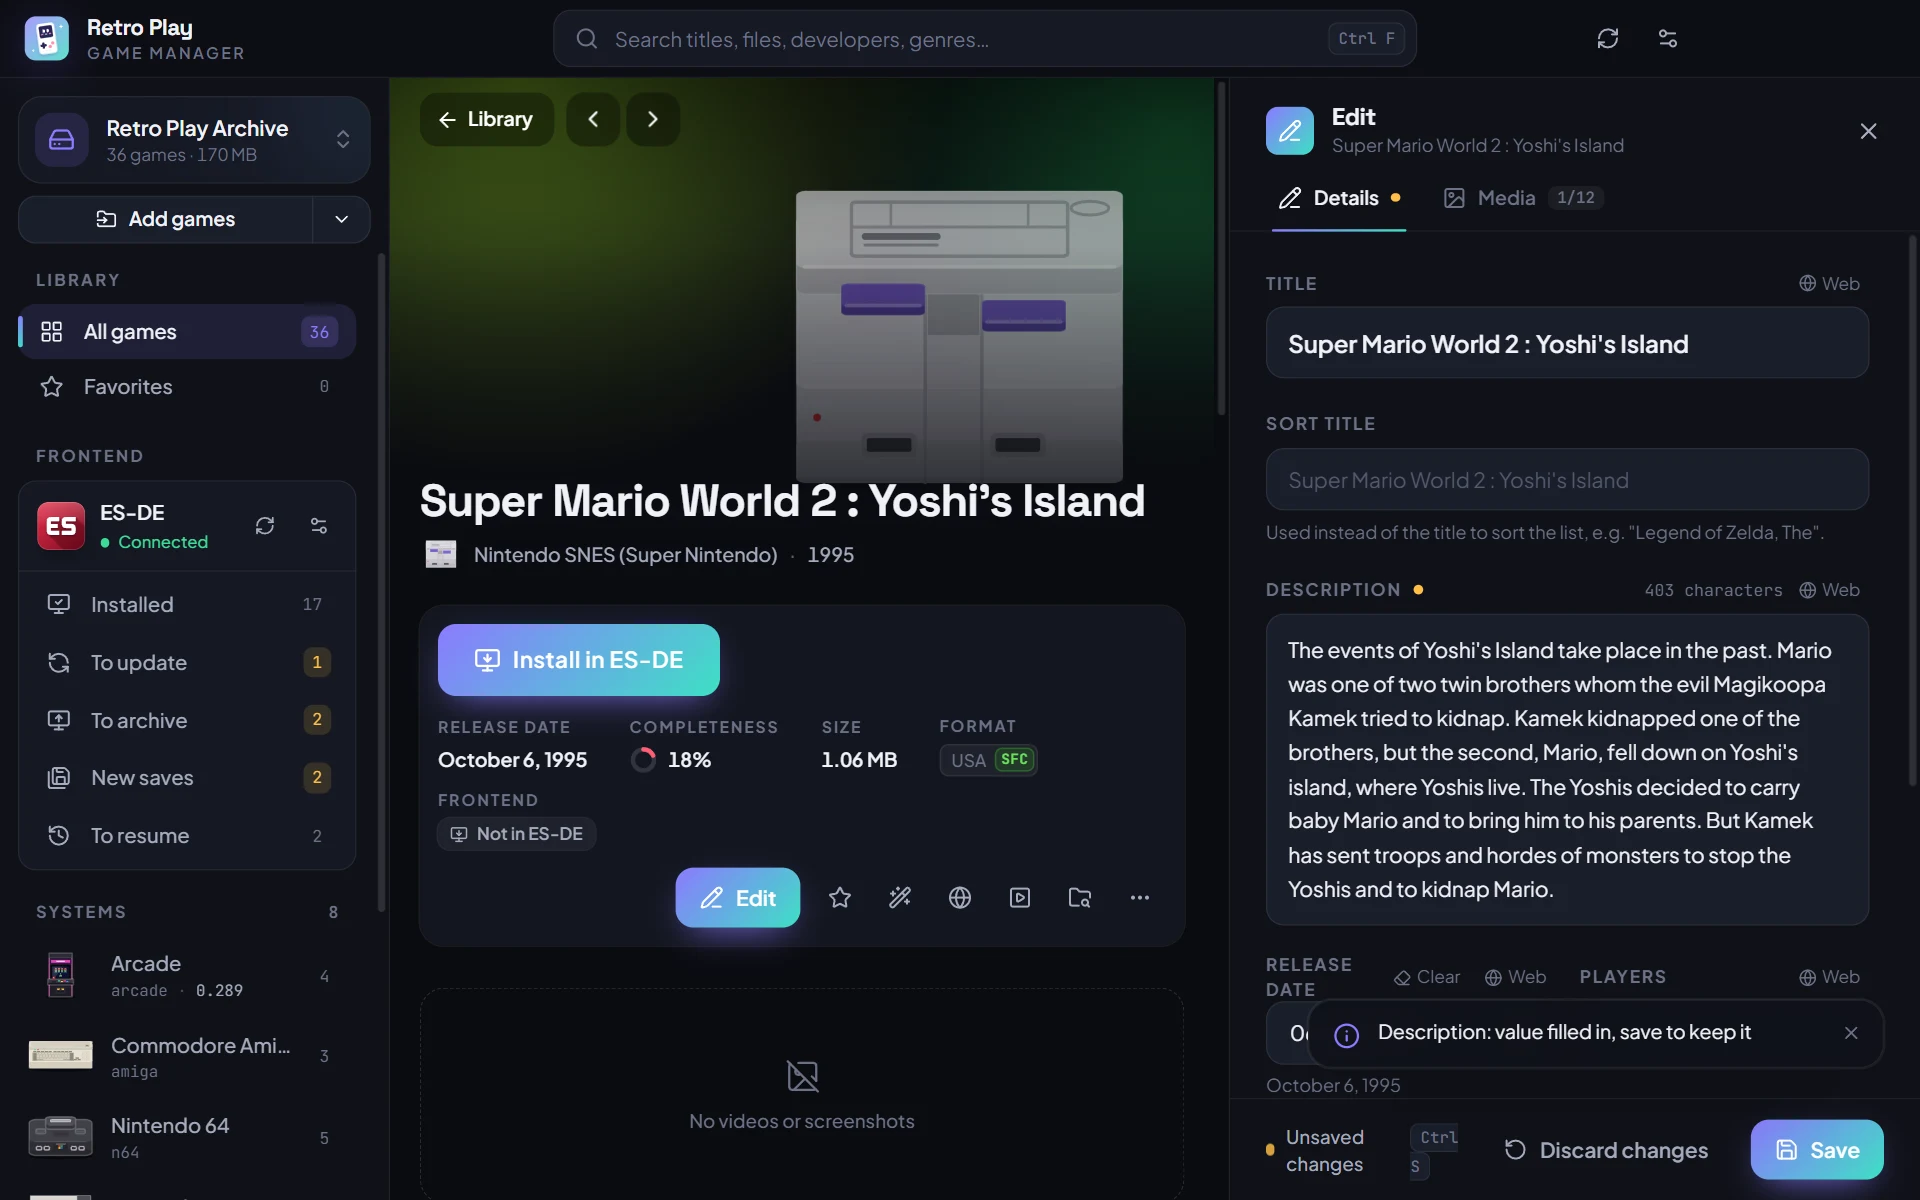 Retro Play
GAME MANAGER
Search titles, files, developers, genres...
Ctrl F
Retro Play Archive
36 games · 170 MB
Add games
LIBRARY
All games
36
Favorites
0
FRONTEND
ES
ES-DE
Connected
Installed
17
To update
1
To archive
2
New saves
2
To resume
2
SYSTEMS
8
Arcade
arcade · 0.289
4
Commodore Ami...
amiga
3
Nintendo 64
n64
5
Library
Super Mario World 2 : Yoshi's Island
Nintendo SNES (Super Nintendo) · 1995
Install in ES-DE
RELEASE DATE
October 6, 1995
COMPLETENESS
18%
SIZE
1.06 MB
FORMAT
USA SFC
FRONTEND
Not in ES-DE
Edit
No videos or screenshots
Edit
Super Mario World 2 : Yoshi's Island
Details
Media 1/12
TITLE
Web
Super Mario World 2 : Yoshi's Island
SORT TITLE
Super Mario World 2 : Yoshi's Island
Used instead of the title to sort the list, e.g. "Legend of Zelda, The".
DESCRIPTION
403 characters
Web
The events of Yoshi's Island take place in the past. Mario
was one of two twin brothers whom the evil Magikoopa
Kamek tried to kidnap. Kamek kidnapped one of the
brothers, but the second, Mario, fell down on Yoshi's
island, where Yoshis live. The Yoshis decided to carry
baby Mario and to bring him to his parents. But Kamek
has sent troops and hordes of monsters to stop the
Yoshis and to kidnap Mario.
RELEASE
DATE
Clear
Web
PLAYERS
Web
Description: value filled in, save to keep it
October 6, 1995
Unsaved
changes
Ctrl
S
Discard changes
Save